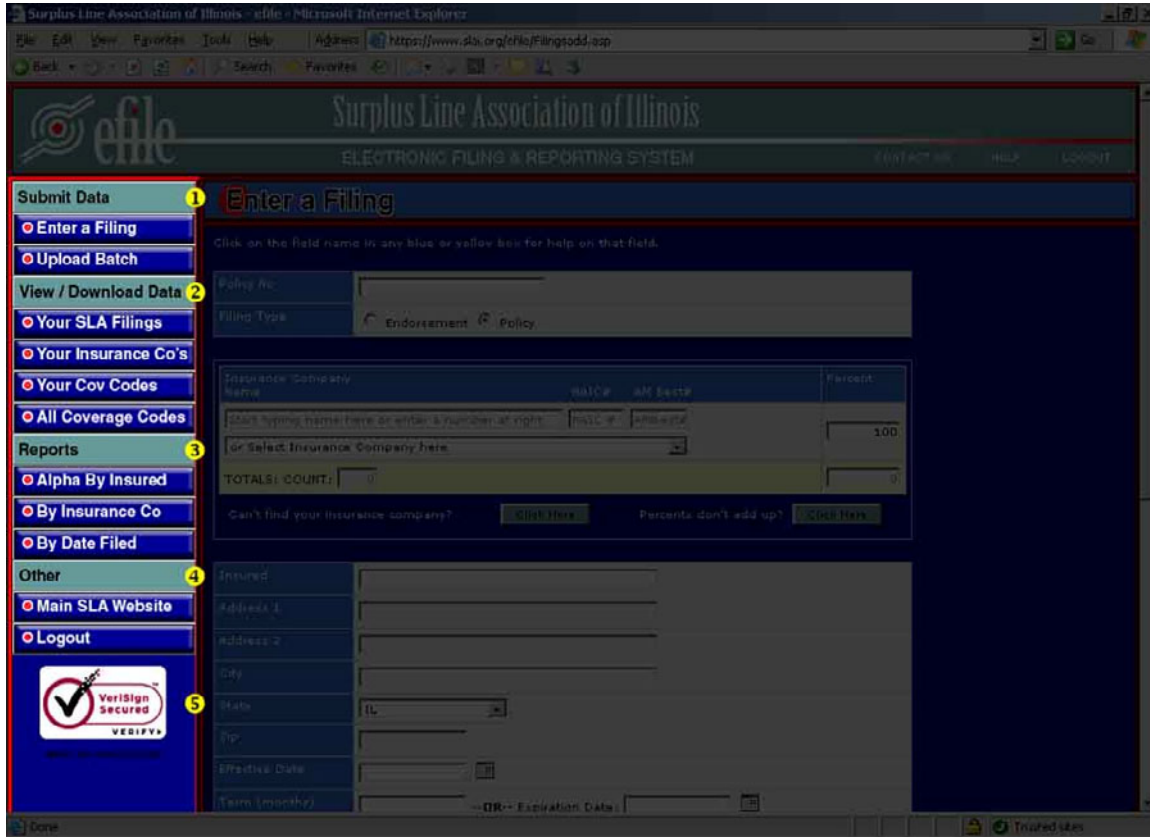 Surplus Line Association of Illinois - efile - Microsoft Internet Explorer
File Edit View Favorites Tools Help Address https://www.slai.org/efile/Filingsadd.asp Go
Back Search Favorites
efile
Surplus Line Association of Illinois
ELECTRONIC FILING & REPORTING SYSTEM
CONTACT US HELP LOGOUT
Submit Data 1
Enter a Filing
Upload Batch
View / Download Data 2
Your SLA Filings
Your Insurance Co's
Your Cov Codes
All Coverage Codes
Reports 3
Alpha By Insured
By Insurance Co
By Date Filed
Other 4
Main SLA Website
Logout
VeriSign
Secured
VERIFY
5
Enter a Filing
Click on the field name in any blue or yellow box for help on that field.
Policy No
Filing Type Endorsement Policy
Insurance Company
Name NAIC# AM Best# Percent
Start typing name here or enter a number at right NAIC # AMBest# 100
or Select Insurance Company here
TOTALS: COUNT: 0 0
Can't find your insurance company? Click Here Percents don't add up? Click Here
Insured
Address 1
Address 2
City
State IL
Zip
Effective Date
Term (months) --OR-- Expiration Date:
Done Trusted sites